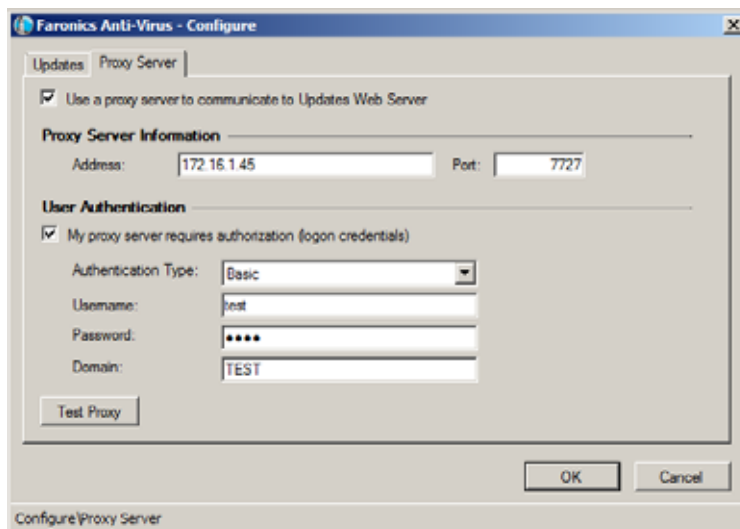 Faronics Anti-Virus - Configure
Updates Proxy Server
Use a proxy server to communicate to Updates Web Server
Proxy Server Information
Address: 172.16.1.45 Port: 7727
User Authentication
My proxy server requires authorization (logon credentials)
Authentication Type: Basic
Username: test
Password: ●●●●
Domain: TEST
Test Proxy
OK Cancel
Configure\Proxy Server